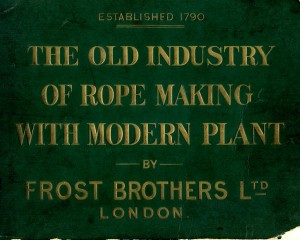 ESTABLISHED 1790
THE OLD INDUSTRY
OF ROPE MAKING
WITH MODERN PLANT
BY
FROST BROTHERS LTD
LONDON.